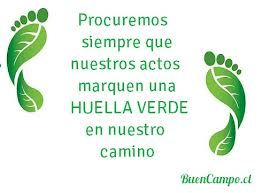 Procuremos
siempre que
nuestros actos
marquen una
HUELLA VERDE
en nuestro
camino
BuenCampo.cl